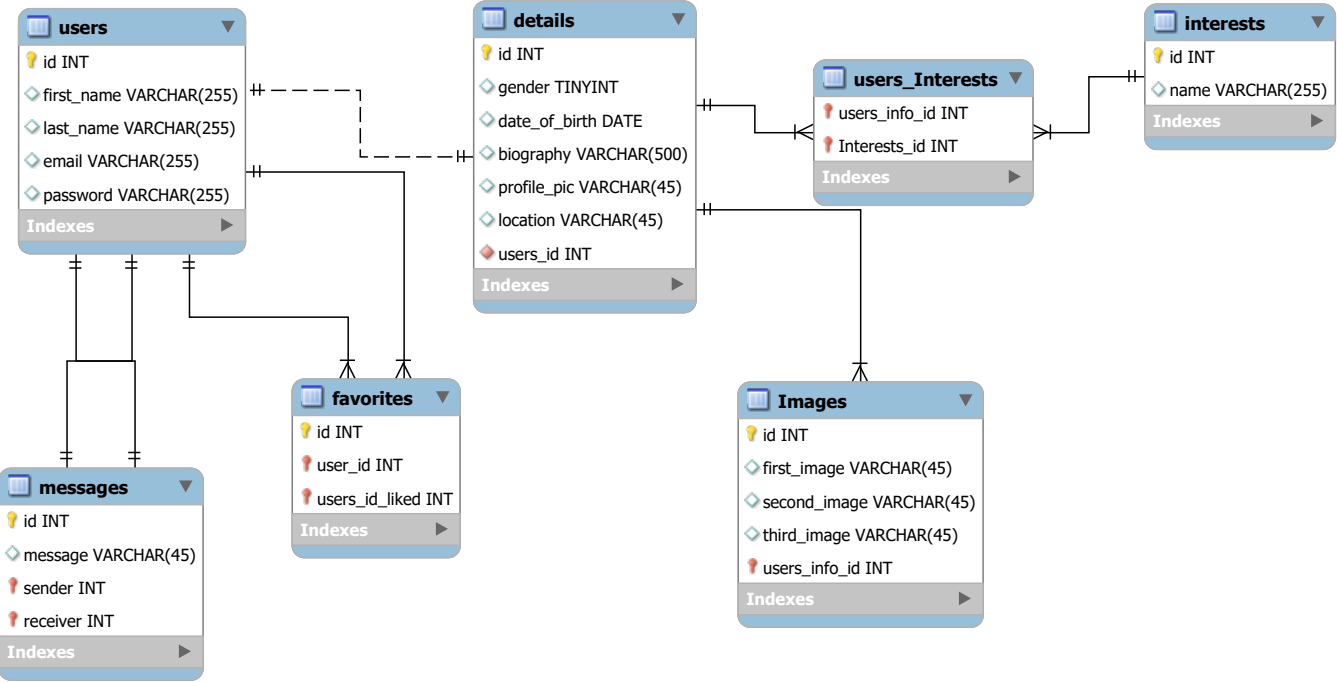 users
id INT
first_name VARCHAR(255)
last_name VARCHAR(255)
email VARCHAR(255)
password VARCHAR(255)
Indexes
details
id INT
gender TINYINT
date_of_birth DATE
biography VARCHAR(500)
profile_pic VARCHAR(45)
location VARCHAR(45)
users_id INT
Indexes
users_Interests
users_info_id INT
Interests_id INT
Indexes
interests
id INT
name VARCHAR(255)
Indexes
messages
id INT
message VARCHAR(45)
sender INT
receiver INT
Indexes
favorites
id INT
user_id INT
users_id_liked INT
Indexes
Images
id INT
first_image VARCHAR(45)
second_image VARCHAR(45)
third_image VARCHAR(45)
users_info_id INT
Indexes